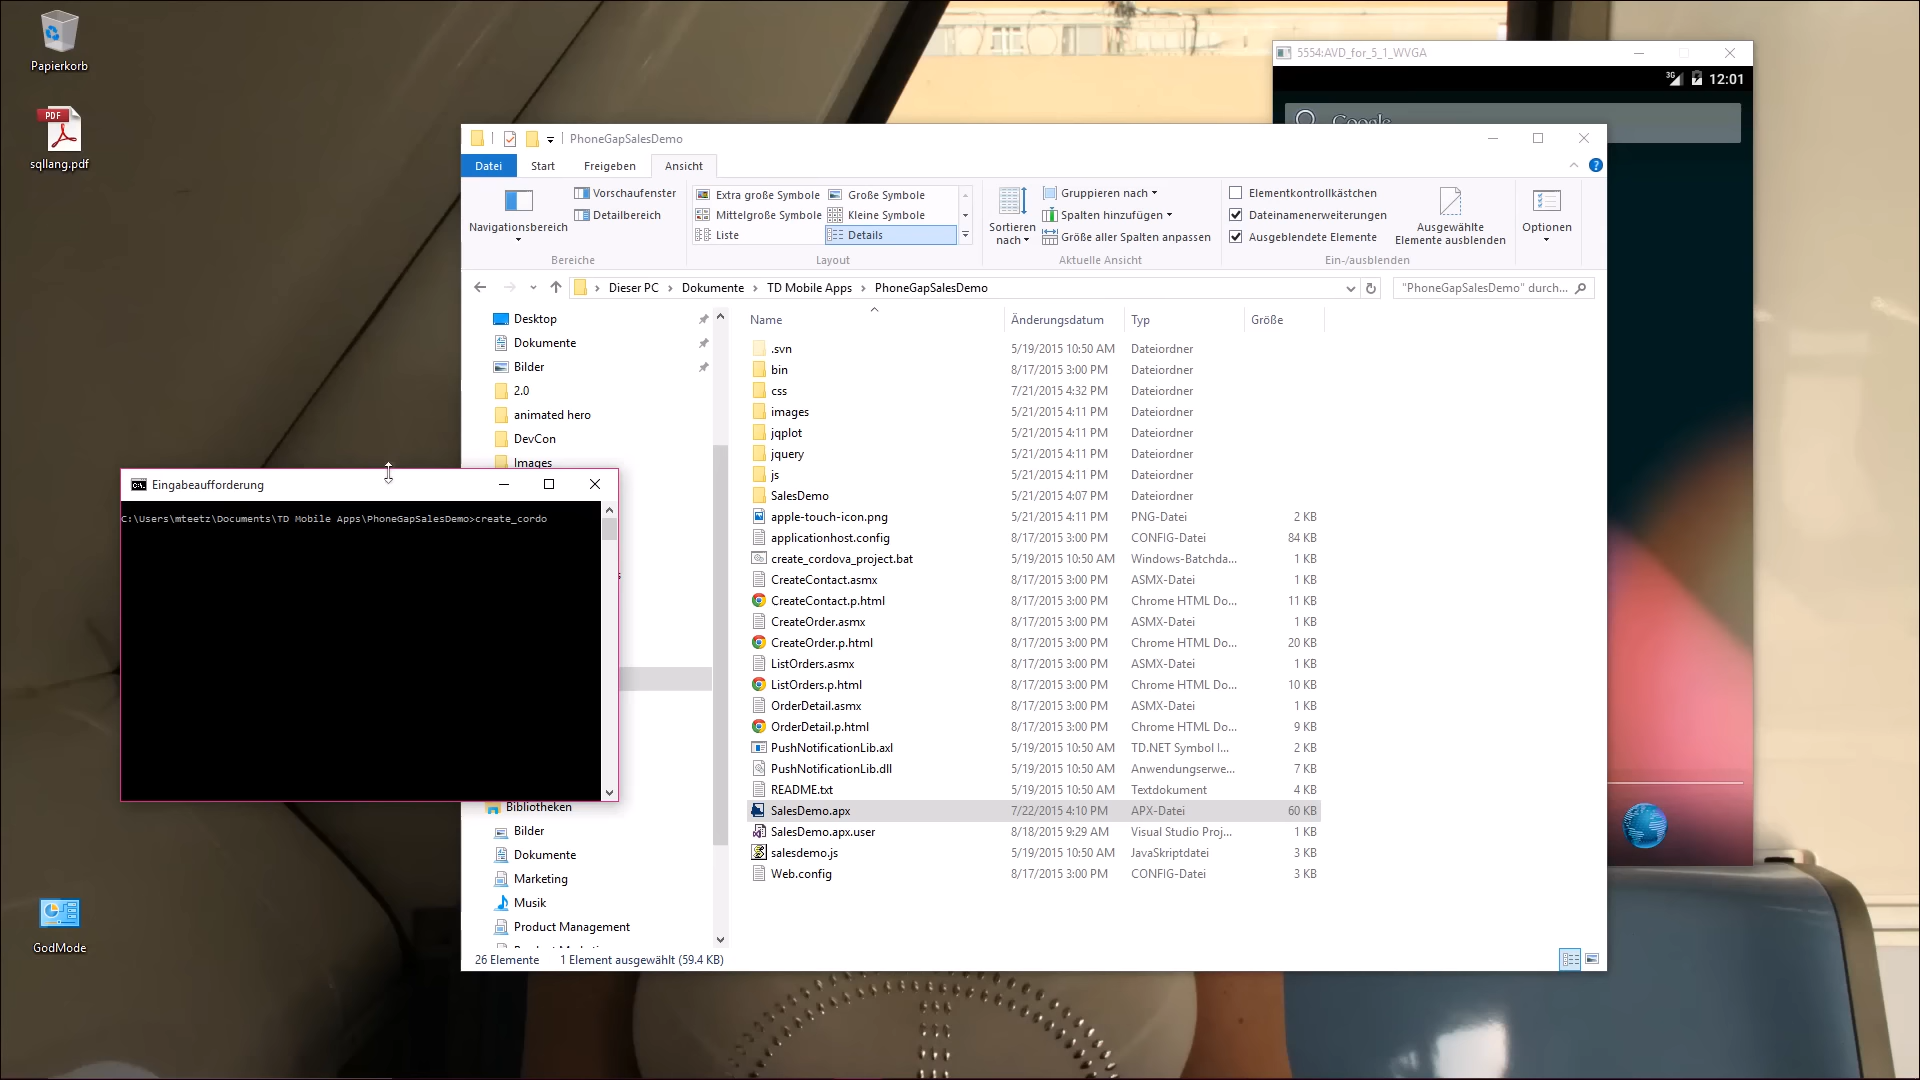 Papierkorb
PDF
sqllang.pdf
GodMode
5554:AVD_for_5_1_WVGA
3G
12:01
Google
PhoneGapSalesDemo
Datei
Start
Freigeben
Ansicht
Navigationsbereich
Vorschaufenster
Detailbereich
Bereiche
Extra große Symbole
Große Symbole
Mittelgroße Symbole
Kleine Symbole
Liste
Details
Layout
Sortieren nach
Gruppieren nach
Spalten hinzufügen
Größe aller Spalten anpassen
Aktuelle Ansicht
Elementkontrollkästchen
Dateinamenerweiterungen
Ausgeblendete Elemente
Ausgewählte
Elemente ausblenden
Ein-/ausblenden
Optionen
Dieser PC
Dokumente
TD Mobile Apps
PhoneGapSalesDemo
"PhoneGapSalesDemo" durch...
Desktop
Dokumente
Bilder
2.0
animated hero
DevCon
Images
Bibliotheken
Bilder
Dokumente
Marketing
Musik
Product Management
Name Änderungsdatum Typ Größe
.svn 5/19/2015 10:50 AM Dateiordner
bin 8/17/2015 3:00 PM Dateiordner
css 7/21/2015 4:32 PM Dateiordner
images 5/21/2015 4:11 PM Dateiordner
jqplot 5/21/2015 4:11 PM Dateiordner
jquery 5/21/2015 4:11 PM Dateiordner
js 5/21/2015 4:11 PM Dateiordner
SalesDemo 5/21/2015 4:07 PM Dateiordner
apple-touch-icon.png 5/21/2015 4:11 PM PNG-Datei 2 KB
applicationhost.config 8/17/2015 3:00 PM CONFIG-Datei 84 KB
create_cordova_project.bat 5/19/2015 10:50 AM Windows-Batchda... 1 KB
CreateContact.asmx 8/17/2015 3:00 PM ASMX-Datei 1 KB
CreateContact.p.html 8/17/2015 3:00 PM Chrome HTML Do... 11 KB
CreateOrder.asmx 8/17/2015 3:00 PM ASMX-Datei 1 KB
CreateOrder.p.html 8/17/2015 3:00 PM Chrome HTML Do... 20 KB
ListOrders.asmx 8/17/2015 3:00 PM ASMX-Datei 1 KB
ListOrders.p.html 8/17/2015 3:00 PM Chrome HTML Do... 10 KB
OrderDetail.asmx 8/17/2015 3:00 PM ASMX-Datei 1 KB
OrderDetail.p.html 8/17/2015 3:00 PM Chrome HTML Do... 9 KB
PushNotificationLib.axl 5/19/2015 10:50 AM TD.NET Symbol l... 2 KB
PushNotificationLib.dll 5/19/2015 10:50 AM Anwendungserwe... 7 KB
README.txt 5/19/2015 10:50 AM Textdokument 4 KB
SalesDemo.apx 7/22/2015 4:10 PM APX-Datei 60 KB
SalesDemo.apx.user 8/18/2015 9:29 AM Visual Studio Proj... 1 KB
salesdemo.js 5/19/2015 10:50 AM JavaSkriptdatei 3 KB
Web.config 8/17/2015 3:00 PM CONFIG-Datei 3 KB
26 Elemente 1 Element ausgewählt (59.4 KB)
Eingabeaufforderung
C:\Users\mteetz\Documents\TD Mobile Apps\PhoneGapSalesDemo>create_cordo